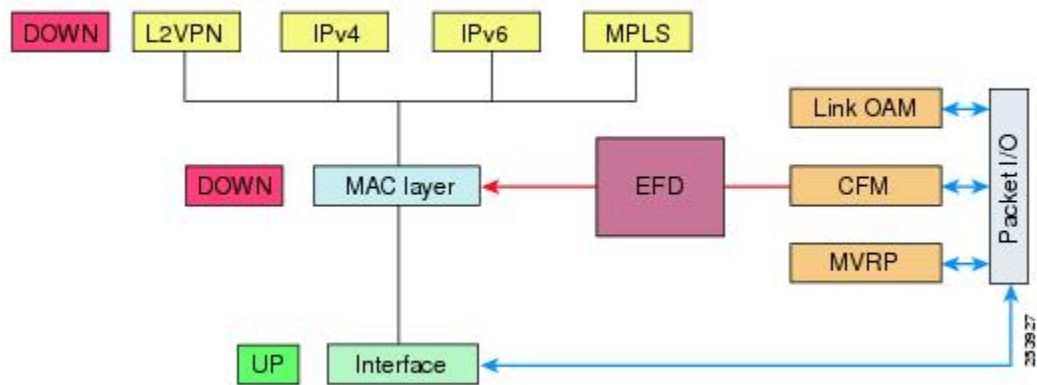 DOWN L2VPN IPv4 IPv6 MPLS
Link OAM
DOWN MAC layer EFD CFM
Packet I/O
MVRP
UP Interface
253927